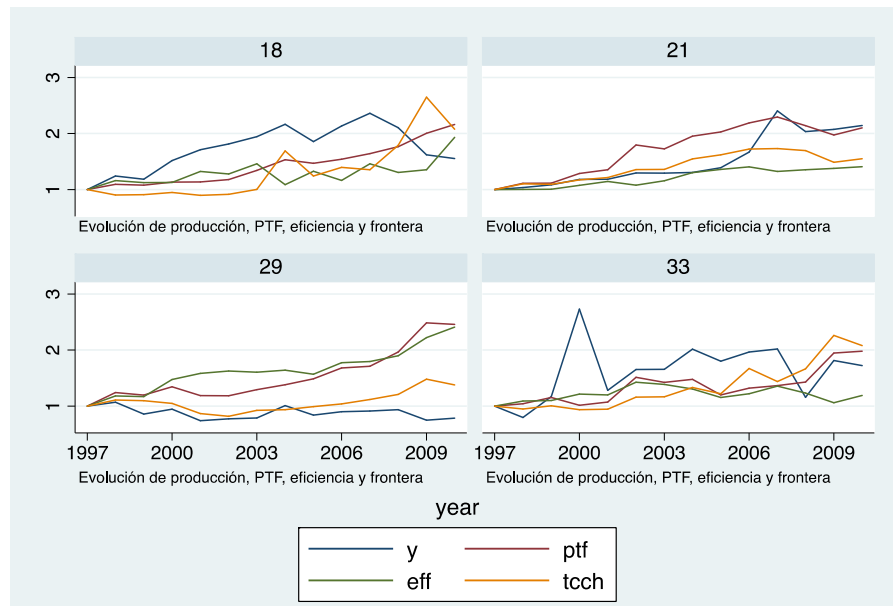 18
21
3
2
1
Evolución de producción, PTF, eficiencia y frontera
Evolución de producción, PTF, eficiencia y frontera
29
33
3
2
1
1997 2000 2003 2006 2009
1997 2000 2003 2006 2009
Evolución de producción, PTF, eficiencia y frontera
Evolución de producción, PTF, eficiencia y frontera
year
y ptf
eff tcch